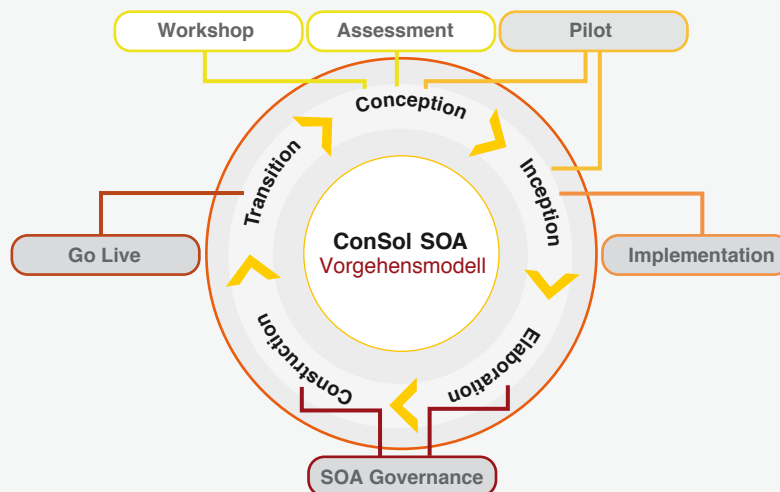 Workshop
Assessment
Pilot
Conception
Transition
Inception
ConSol SOA
Vorgehensmodell
Go Live
Implementation
Construction
Elaboration
SOA Governance